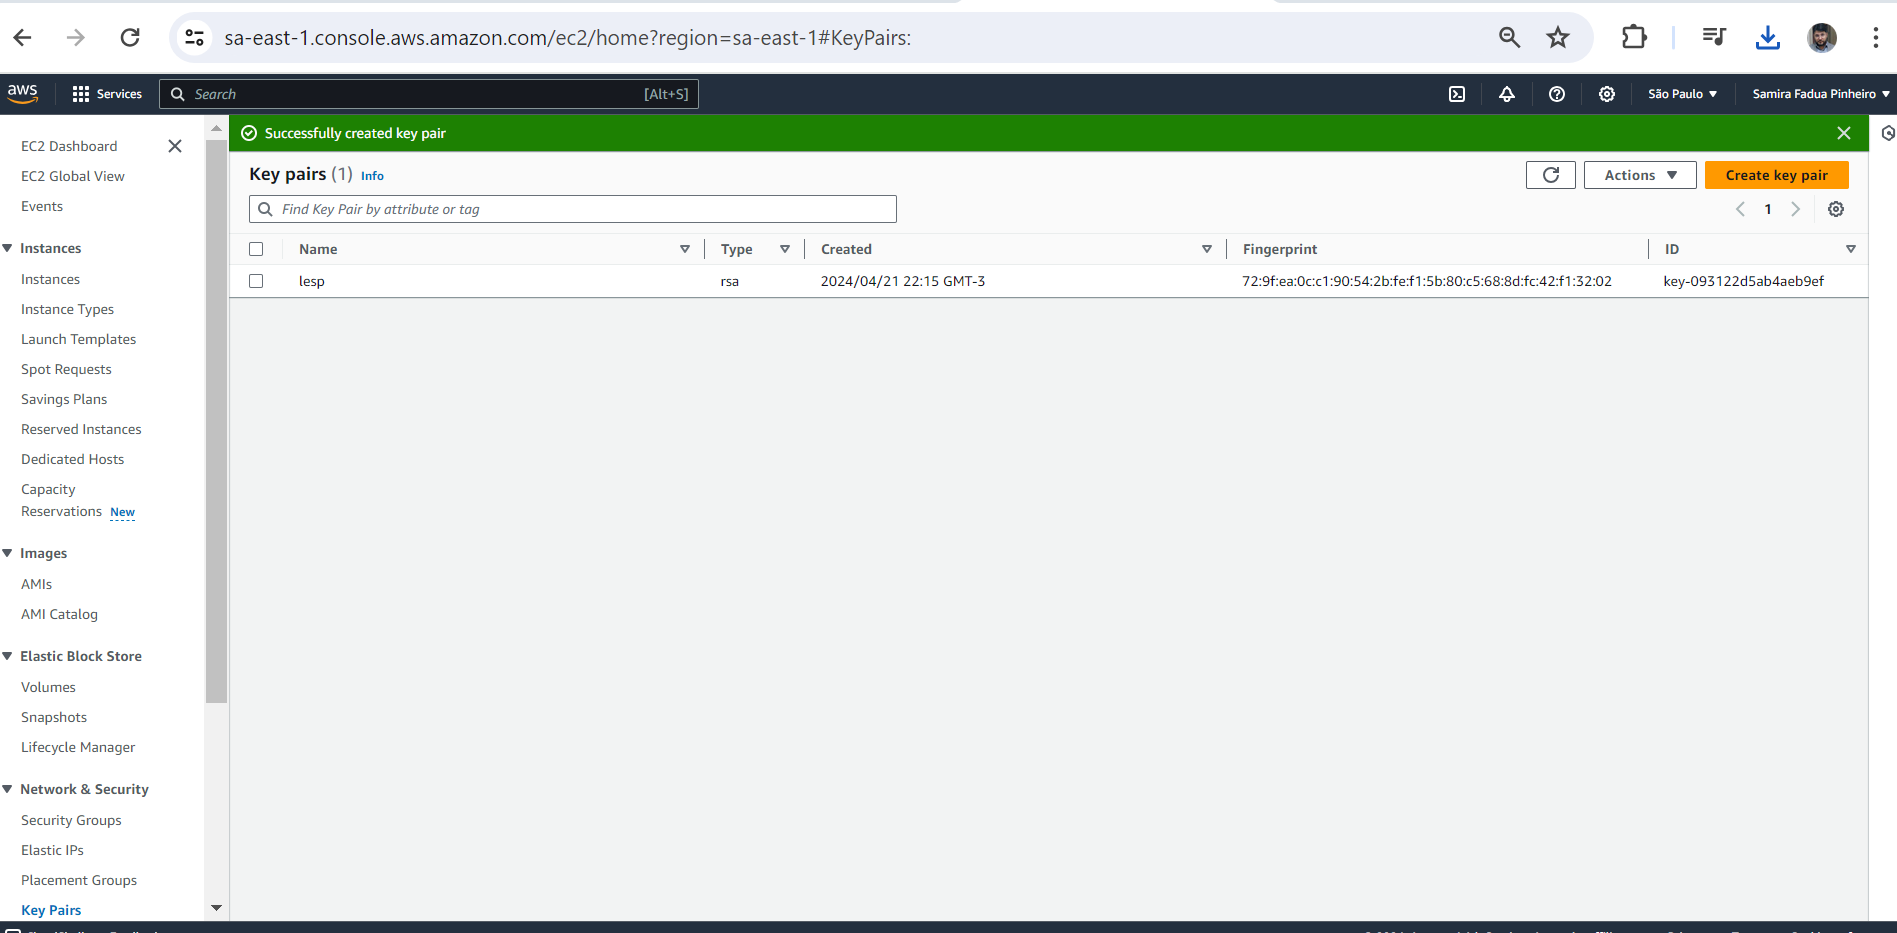 sa-east-1.console.aws.amazon.com/ec2/home?region=sa-east-1#KeyPairs:
aws Services Search [Alt+S] São Paulo Samira Fadua Pinheiro
EC2 Dashboard
EC2 Global View
Events
Instances
Instances
Instance Types
Launch Templates
Spot Requests
Savings Plans
Reserved Instances
Dedicated Hosts
Capacity
Reservations New
Images
AMIs
AMI Catalog
Elastic Block Store
Volumes
Snapshots
Lifecycle Manager
Network & Security
Security Groups
Elastic IPs
Placement Groups
Key Pairs
Successfully created key pair
Key pairs (1) Info Actions Create key pair
Find Key Pair by attribute or tag 1
Name Type Created Fingerprint ID
lesp rsa 2024/04/21 22:15 GMT-3 72:9f:ea:0c:c1:90:54:2b:fe:f1:5b:80:c5:68:8d:fc:42:f1:32:02 key-093122d5ab4aeb9ef